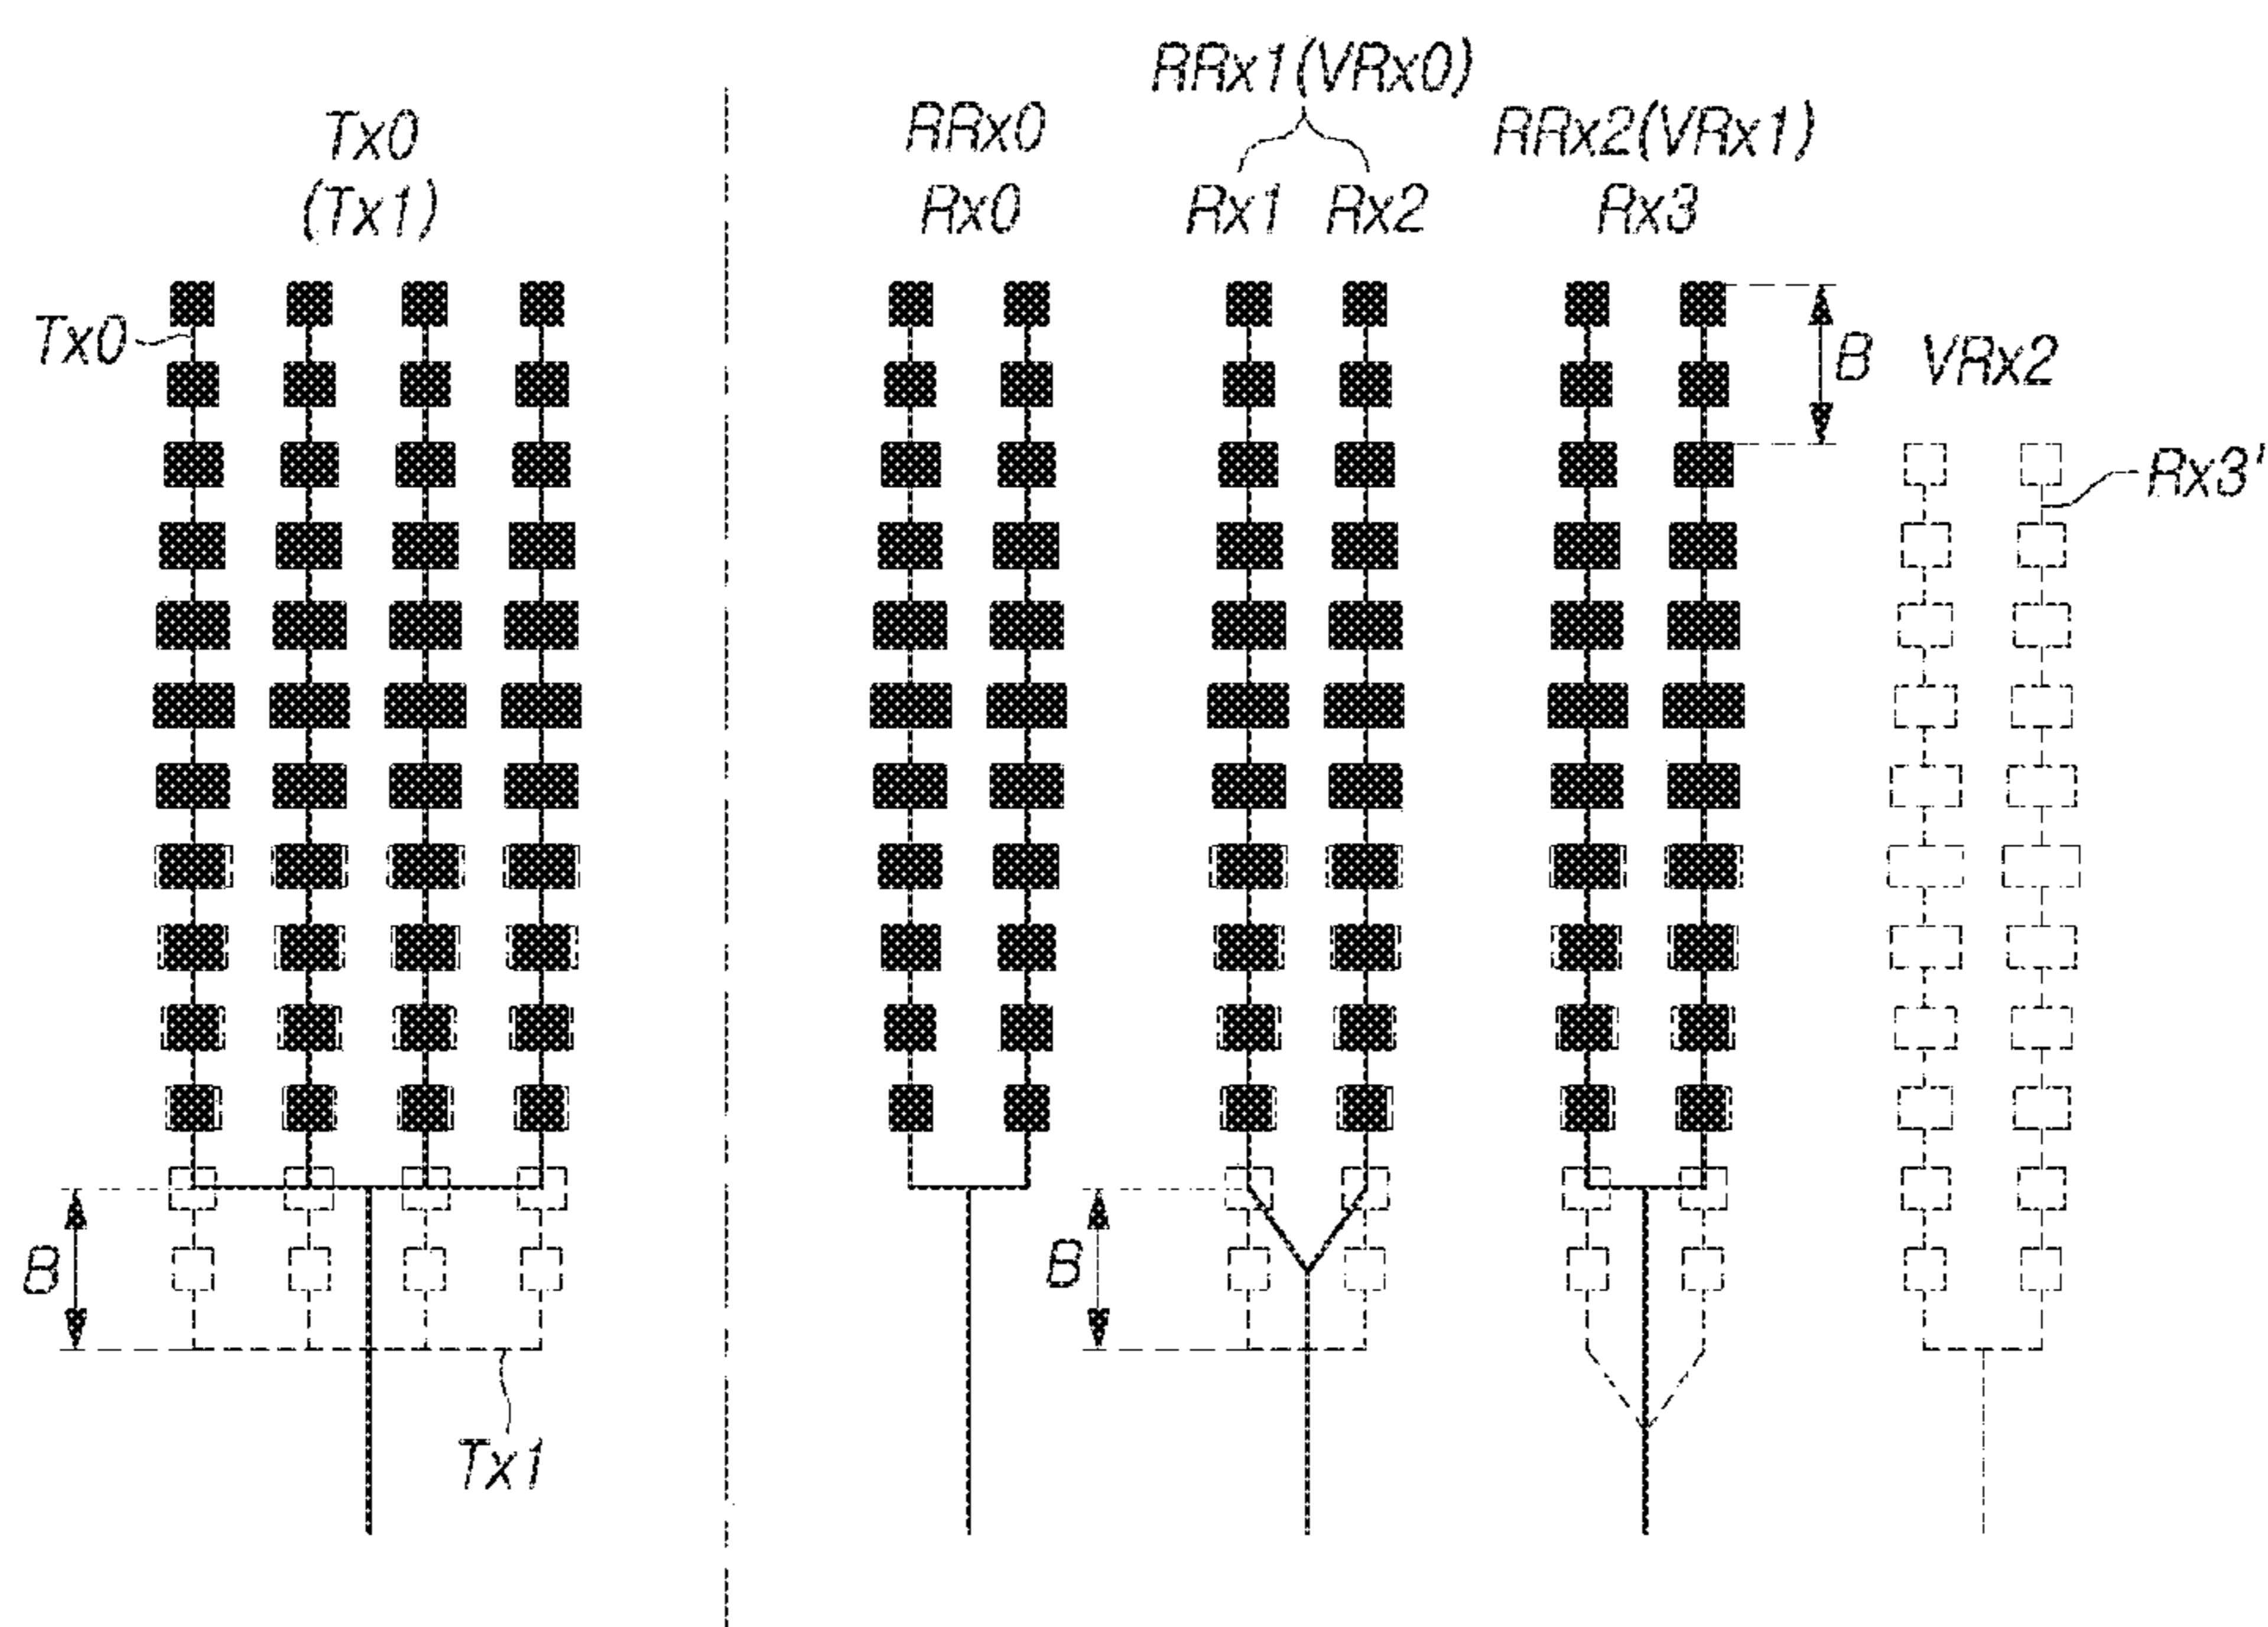 RRx1(VRx0)
Tx0
(Tx1)
RRx0
RRx2(VRx1)
Rx0
Rx1
Rx2
Rx3
Tx0
B
VRx2
Rx3'
B
B
Tx1